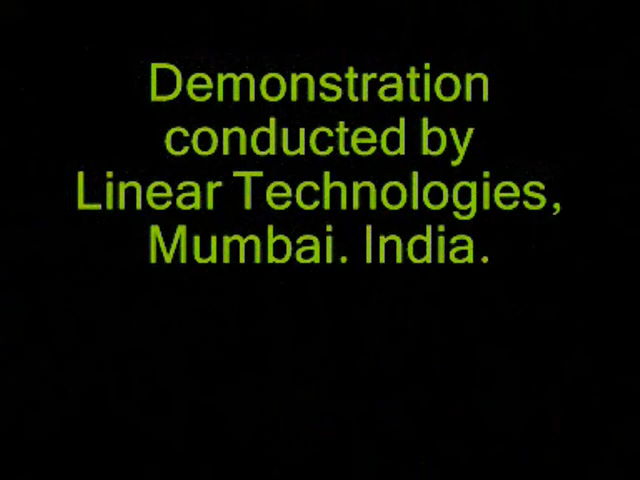 Demonstration
conducted by
Linear Technologies,
Mumbai. India.